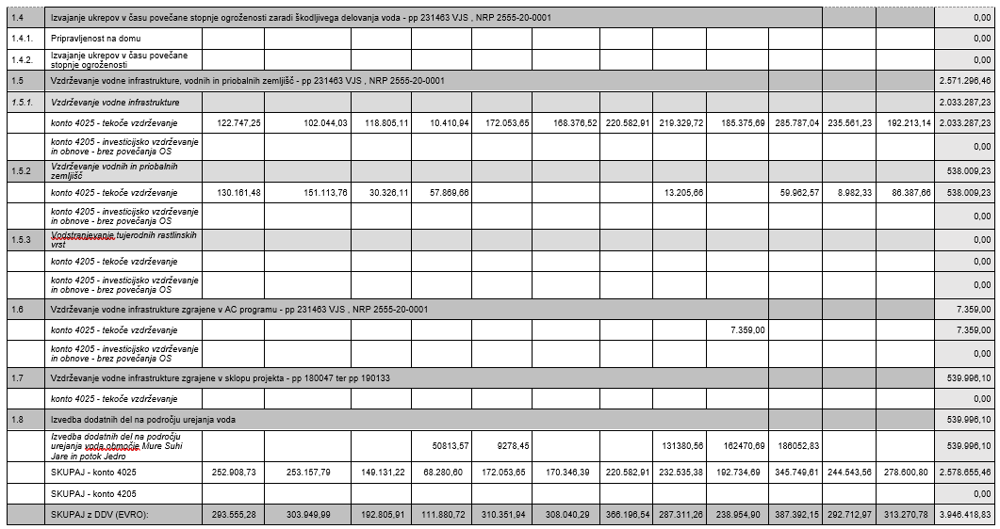 1.4 Izvajanje ukrepov v času povečane stopnje ogroženosti zaradi škodljivega delovanja voda - pp 231463 VJS , NRP 2555-20-0001 0,00
1.4.1. Pripravljenost na domu 0,00
1.4.2. Izvajanje ukrepov v času povečane
stopnje ogroženosti 0,00
1.5 Vzdrževanje vodne infrastrukture, vodnih in priobalnih zemljišč - pp 231463 VJS , NRP 2555-20-0001 2.571.296,46
1.5.1. Vzdrževanje vodne infrastrukture 2.033.287,23
konto 4025 - tekoče vzdrževanje 122.747,25 102.044,03 118.805,11 10.410,94 172.053,65 168.376,52 220.582,91 219.329,72 185.375,69 285.787,04 235.561,23 192.213,14 2.033.287,23
konto 4205 - investicijsko vzdrževanje
in obnove - brez povečanja OS 0,00
1.5.2 Vzdrževanje vodnih in priobalnih
zemljišč 538.009,23
konto 4025 - tekoče vzdrževanje 130.161,48 151.113,76 30.326,11 57.869,66 13.205,66 59.962,57 8.982,33 86.387,66 538.009,23
konto 4205 - investicijsko vzdrževanje
in obnove - brez povečanja OS 0,00
1.5.3 Vodstranjevanje tujerodnih rastlinskih
vrst 0,00
konto 4205 - tekoče vzdrževanje 0,00
konto 4205 - investicijsko vzdrževanje
in obnove - brez povečanja OS 0,00
1.6 Vzdrževanje vodne infrastrukture zgrajene v AC programu - pp 231463 VJS , NRP 2555-20-0001 7.359,00
konto 4025 - tekoče vzdrževanje 7.359,00 7.359,00
konto 4205 - investicijsko vzdrževanje
in obnove - brez povečanja OS 0,00
1.7 Vzdrževanje vodne infrastrukture zgrajene v sklopu projekta - pp 180047 ter pp 190133 539.996,10
konto 4025 - tekoče vzdrževanje 0,00
1.8 Izvedba dodatnih del na področju urejanja voda 539.996,10
Izvedba dodatnih del na področju
urejanja voda območje Mure Suhi
Jare in potok Jedro 50813,57 9278,45 131380,56 162470,69 186052,83 539.996,10
SKUPAJ - konto 4025 252.908,73 253.157,79 149.131,22 68.280,60 172.053,65 170.346,39 220.582,91 232.535,38 192.734,69 345.749,61 244.543,56 278.600,80 2.578.655,46
SKUPAJ - konto 4205 0,00
SKUPAJ z DDV (EVRO): 293.555,28 303.949,99 192.805,91 111.880,72 310.351,94 308.040,29 366.196,54 287.311,26 238.954,90 387.392,15 292.712,97 313.270,78 3.946.418,83